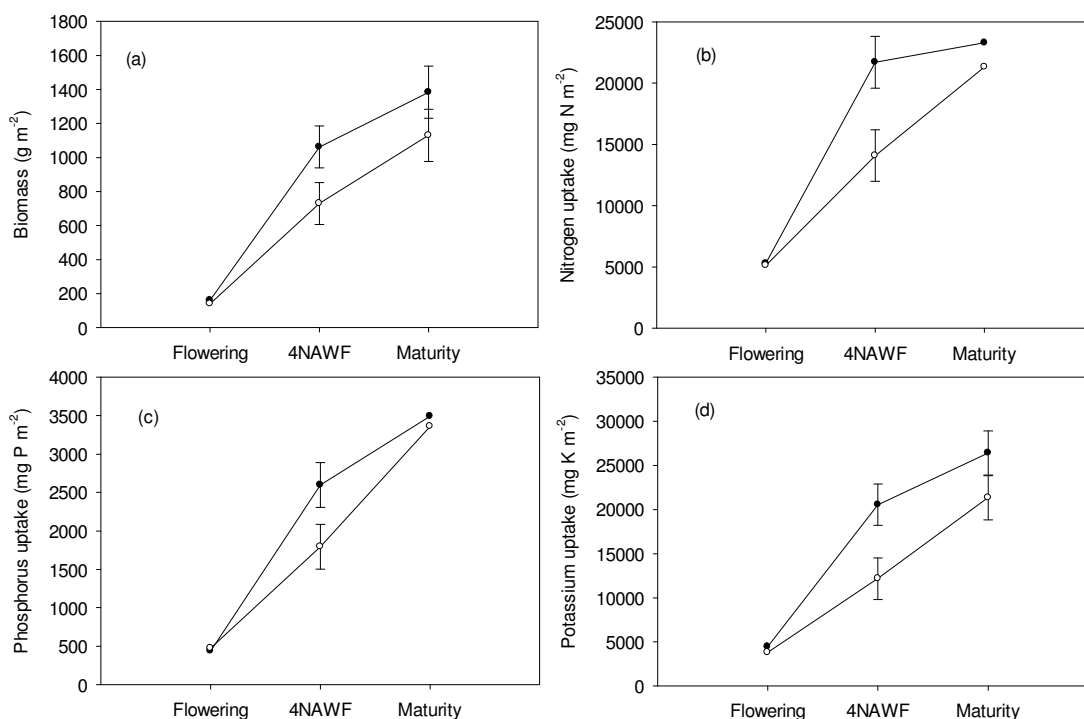 (a)
Biomass (g m⁻²)
1800
1600
1400
1200
1000
800
600
400
200
0
Flowering 4NAWF Maturity
(b)
Nitrogen uptake (mg N m⁻²)
25000
20000
15000
10000
5000
0
Flowering 4NAWF Maturity
(c)
Phosphorus uptake (mg P m⁻²)
4000
3500
3000
2500
2000
1500
1000
500
0
Flowering 4NAWF Maturity
(d)
Potassium uptake (mg K m⁻²)
35000
30000
25000
20000
15000
10000
5000
0
Flowering 4NAWF Maturity